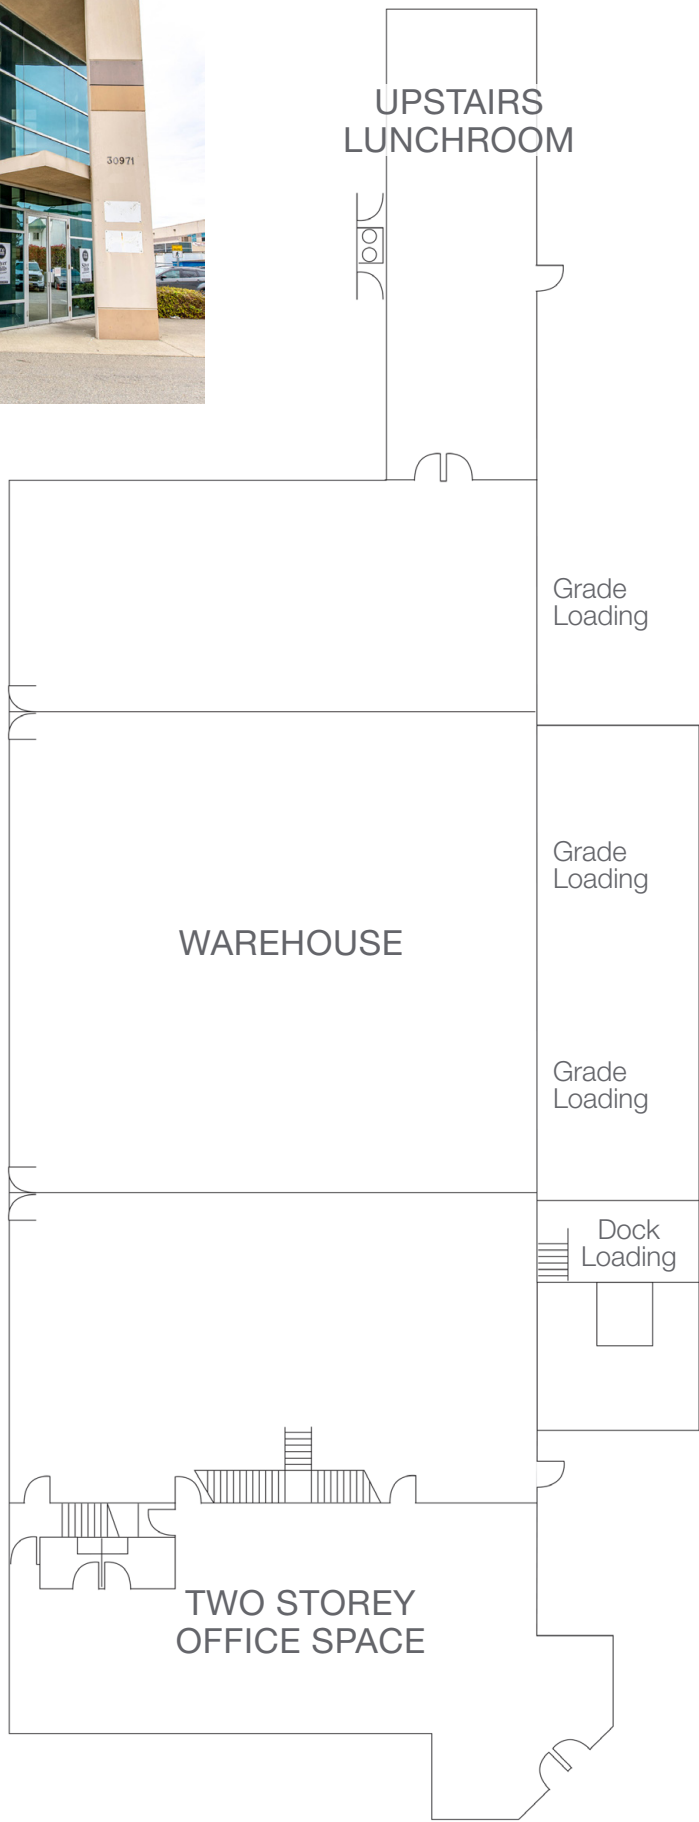 30971
UPSTAIRS
LUNCHROOM
Grade
Loading
Grade
Loading
WAREHOUSE
Grade
Loading
Dock
Loading
TWO STOREY
OFFICE SPACE